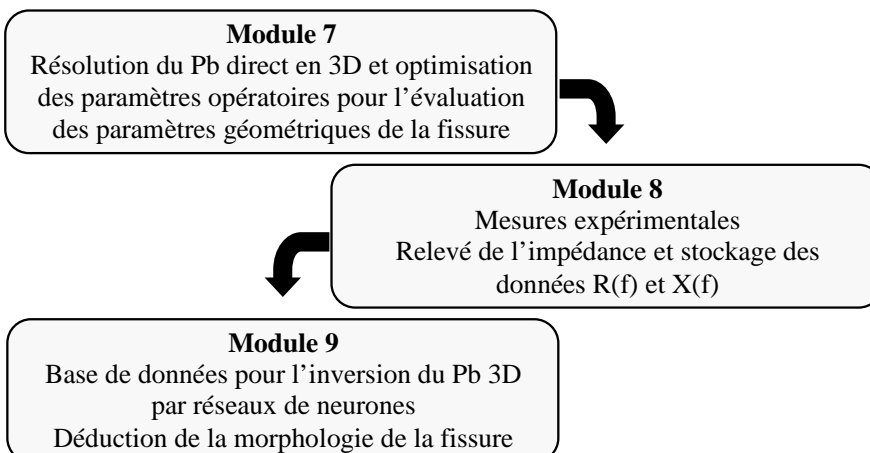 Module 7
Résolution du Pb direct en 3D et optimisation
des paramètres opératoires pour l’évaluation
des paramètres géométriques de la fissure
Module 8
Mesures expérimentales
Relevé de l’impédance et stockage des
données R(f) et X(f)
Module 9
Base de données pour l’inversion du Pb 3D
par réseaux de neurones
Déduction de la morphologie de la fissure